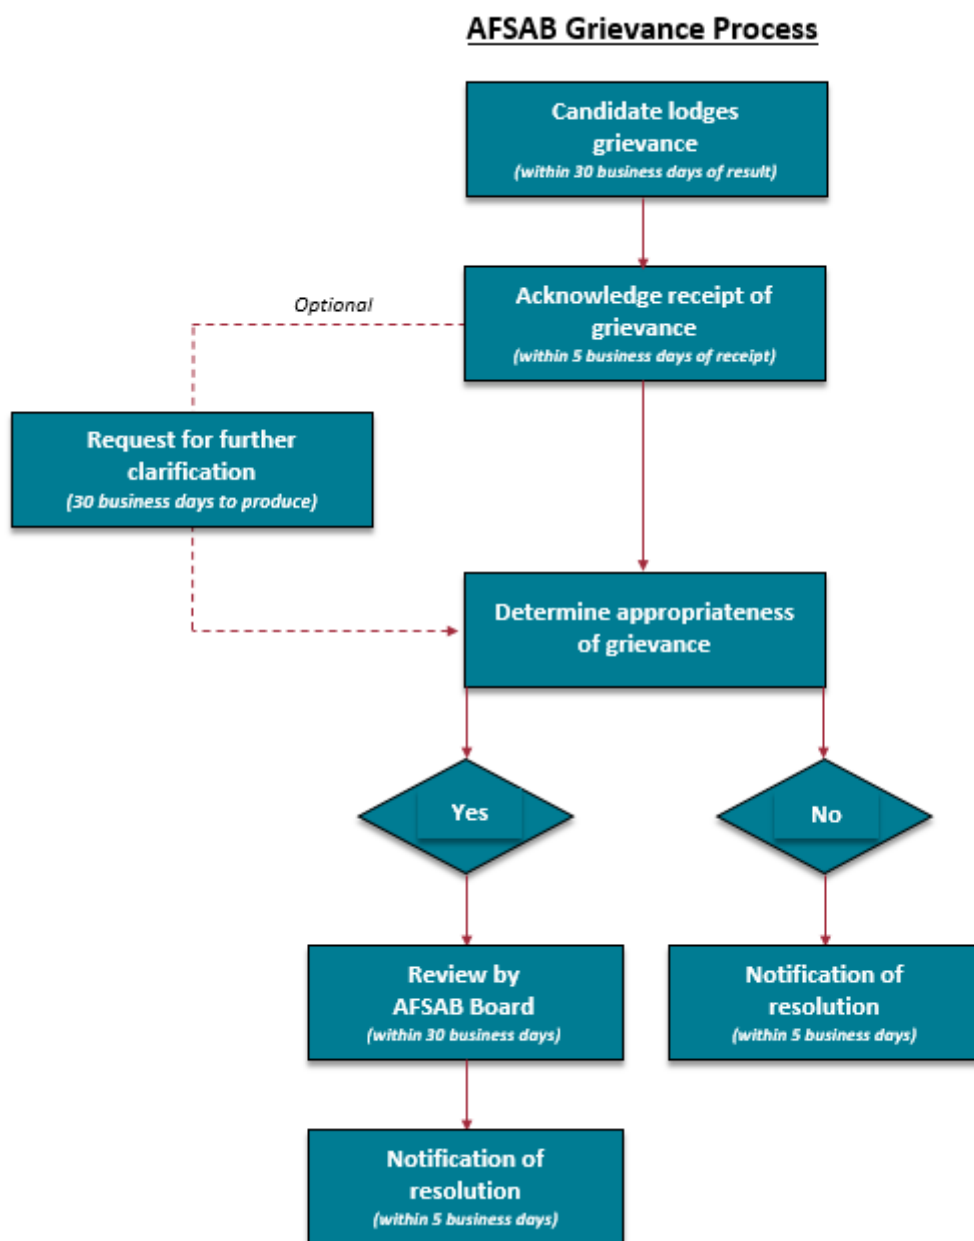 AFSAB Grievance Process
Candidate lodges
grievance
(within 30 business days of result)
Optional
Acknowledge receipt of
grievance
(within 5 business days of receipt)
Request for further
clarification
(30 business days to produce)
Determine appropriateness
of grievance
Yes
No
Review by
AFSAB Board
(within 30 business days)
Notification of
resolution
(within 5 business days)
Notification of
resolution
(within 5 business days)